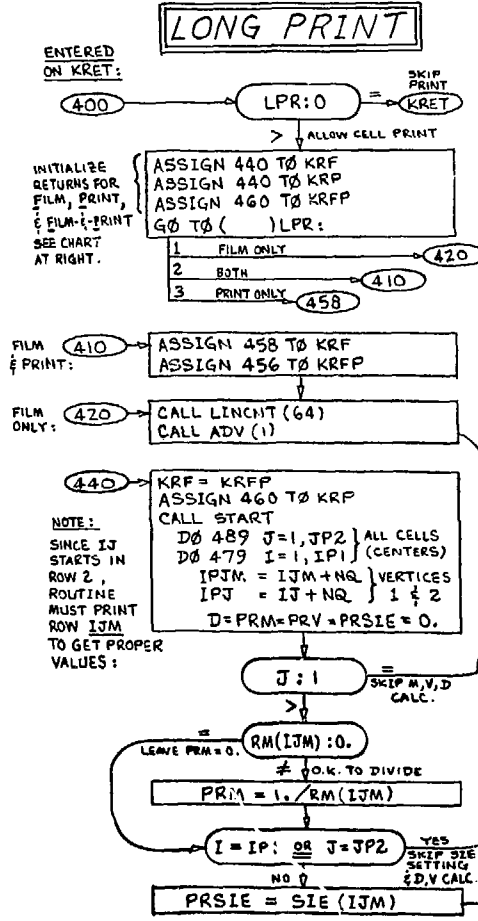 LONG PRINT
ENTERED
ON KRET:
400
LPR:0
=
SKIP
PRINT
KRET
> ALLOW CELL PRINT
INITIALIZE
RETURNS FOR
FILM, PRINT,
& FILM-&-PRINT
SEE CHART
AT RIGHT.
ASSIGN 440 TØ KRF
ASSIGN 440 TØ KRP
ASSIGN 460 TØ KRFP
GØ TØ ( ) LPR:
1 FILM ONLY
420
2 BOTH
410
3 PRINT ONLY
458
FILM
& PRINT:
410
ASSIGN 458 TØ KRF
ASSIGN 456 TØ KRFP
FILM
ONLY:
420
CALL LINCNT (64)
CALL ADV (1)
440
KRF = KRFP
ASSIGN 460 TØ KRP
CALL START
DØ 489 J=1, JP2 } ALL CELLS
DØ 479 I=1, IP1 } (CENTERS)
IPJM = IJM+NQ } VERTICES
IPJ = IJ+NQ } 1 & 2
D=PRM=PRV=PRSIE=0.
NOTE:
SINCE IJ
STARTS IN
ROW 2,
ROUTINE
MUST PRINT
ROW IJM
TO GET PROPER
VALUES:
J:1
=
SKIP M,V,D
CALC.
>
RM(IJM):0.
=
LEAVE PRM=0.
≠ O.K. TO DIVIDE
PRM = 1./RM(IJM)
I = IP: OR J=JP2
YES
SKIP SIE
SETTING
& D,V CALC.
NO
PRSIE = SIE (IJM)